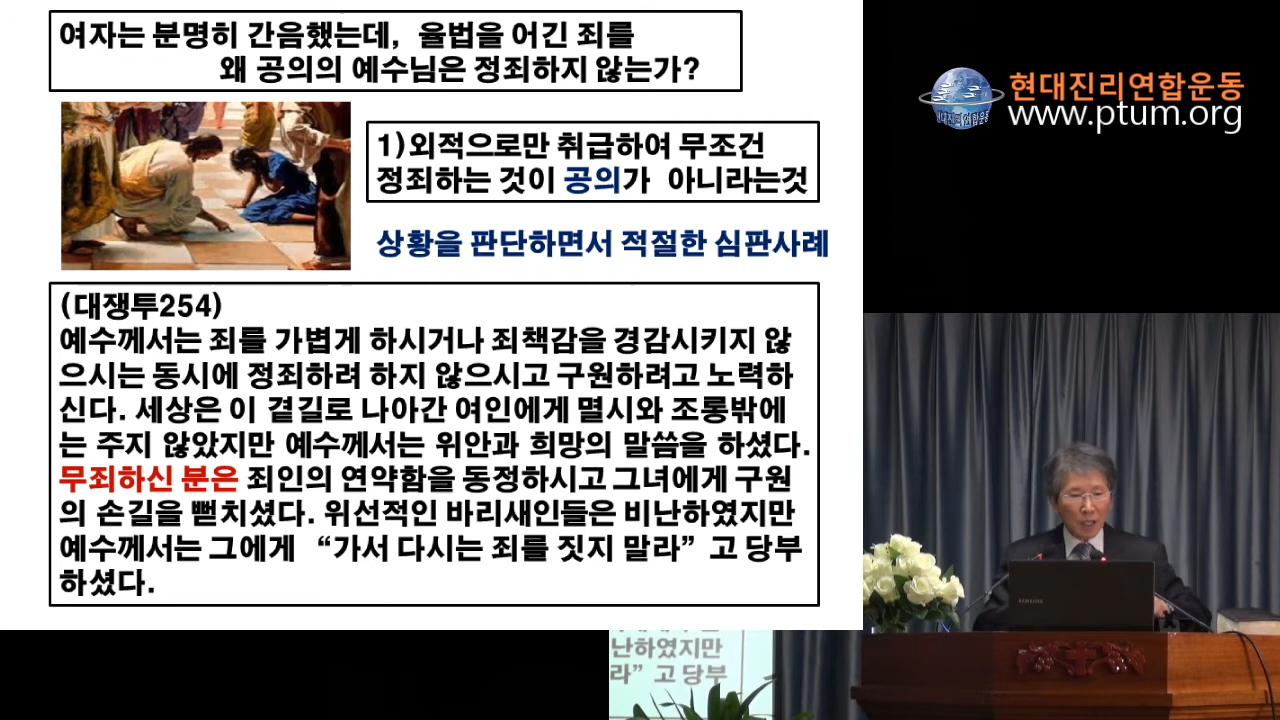 여자는 분명히 간음했는데, 율법을 어긴 죄를
왜 공의의 예수님은 정죄하지 않는가?
1)외적으로만 취급하여 무조건
정죄하는 것이 공의가 아니라는것
상황을 판단하면서 적절한 심판사례
(대쟁투254)
예수께서는 죄를 가볍게 하시거나 죄책감을 경감시키지 않
으시는 동시에 정죄하려 하지 않으시고 구원하려고 노력하
신다. 세상은 이 곁길로 나아간 여인에게 멸시와 조롱밖에
는 주지 않았지만 예수께서는 위안과 희망의 말씀을 하셨다.
무죄하신 분은 죄인의 연약함을 동정하시고 그녀에게 구원
의 손길을 뻗치셨다. 위선적인 바리새인들은 비난하였지만
예수께서는 그에게 “가서 다시는 죄를 짓지 말라” 고 당부
하셨다.
현대진리연합운동
www.ptum.org
현대진리연합운동
SAMSUNG
난하였지만
라” 고 당부